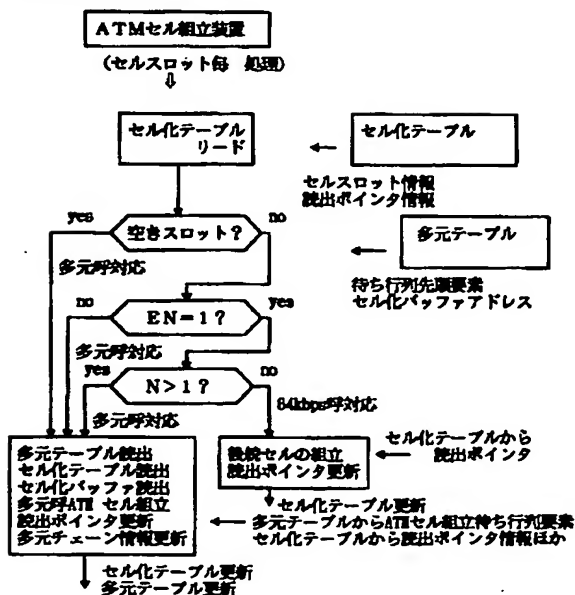 ATMセル組立装置
(セルスロット毎 処理)
セル化テーブル
リード
セル化テーブル
セルスロット情報
読出ポインタ情報
yes
空きスロット?
no
多元テーブル
多元呼対応
待ち行列先頭要素
セル化バッファアドレス
no
EN=1?
yes
多元呼対応
yes
N>1?
no
多元呼対応
64kbps呼対応
多元テーブル読出
セル化テーブル読出
セル化バッファ読出
多元呼ATM セル組立
読出ポインタ更新
多元チェーン情報更新
後続セルの組立
読出ポインタ更新
セル化テーブルから
読出ポインタ
セル化テーブル更新
多元テーブルからATMセル組立待ち行列要素
セル化テーブルから読出ポインタ情報ほか
セル化テーブル更新
多元テーブル更新